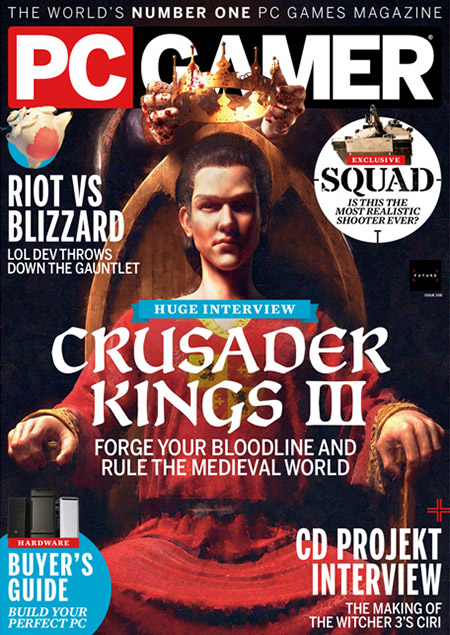 THE WORLD'S NUMBER ONE PC GAMES MAGAZINE
PC GAMER
RIOT VS
BLIZZARD
LOL DEV THROWS
DOWN THE GAUNTLET
EXCLUSIVE
SQUAD
IS THIS THE
MOST REALISTIC
SHOOTER EVER?
FUTURE
HUGE INTERVIEW
CRUSADER
KINGS III
FORGE YOUR BLOODLINE AND
RULE THE MEDIEVAL WORLD
HARDWARE
BUYER'S
GUIDE
BUILD YOUR
PERFECT PC
CD PROJEKT
INTERVIEW
THE MAKING OF
THE WITCHER 3'S CIRI